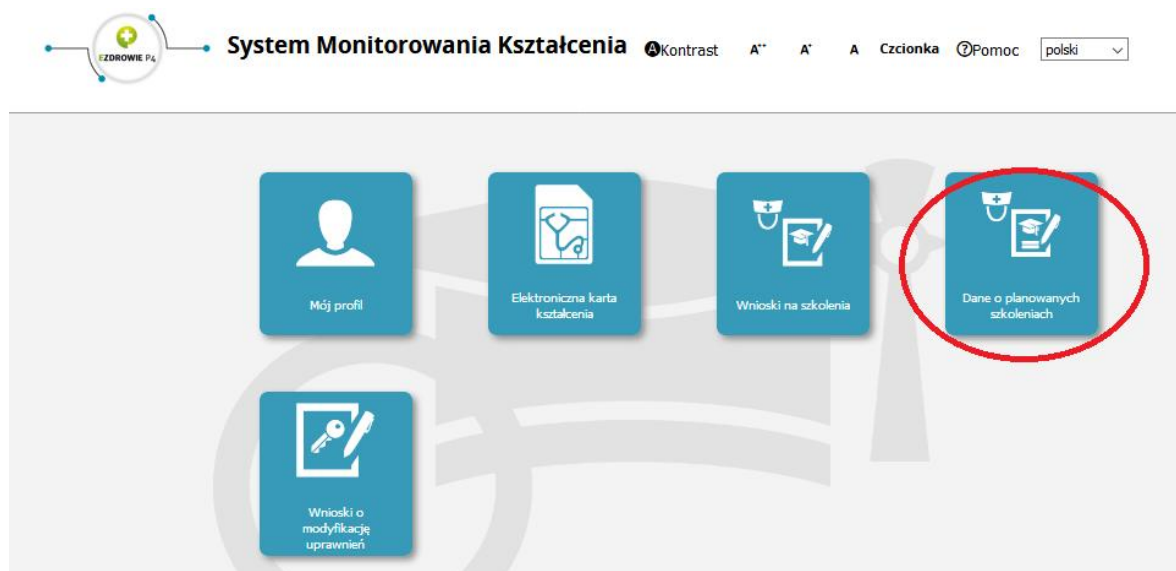 EZDROWIE P4
System Monitorowania Kształcenia
A Kontrast A++ A+ A Czcionka ?Pomoc polski
Mój profil
Elektroniczna karta
kształcenia
Wnioski na szkolenia
Dane o planowanych
szkoleniach
Wnioski o
modyfikację
uprawnień